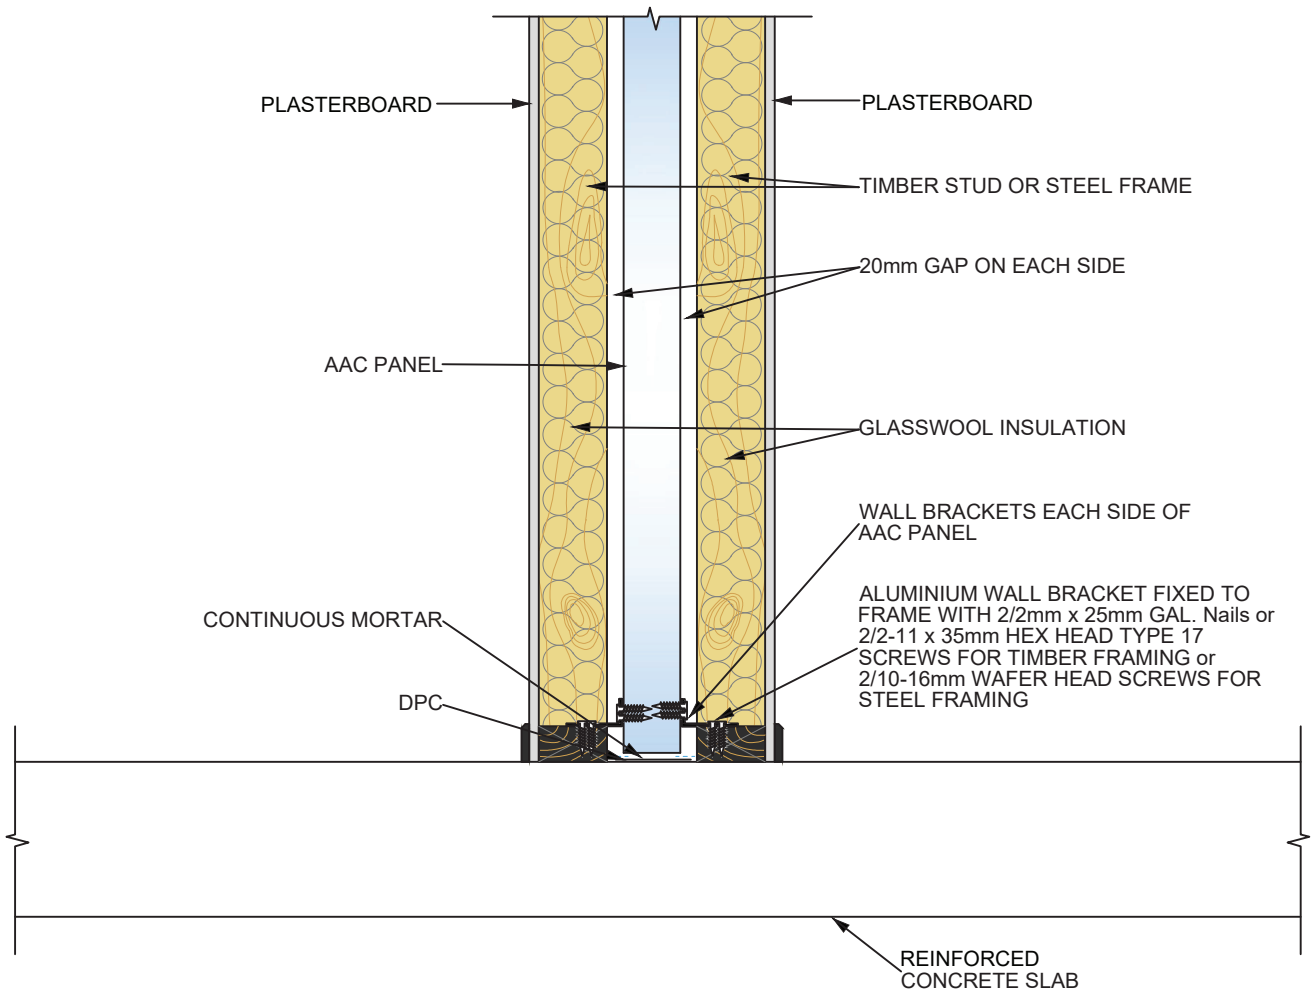 PLASTERBOARD
PLASTERBOARD
TIMBER STUD OR STEEL FRAME
20mm GAP ON EACH SIDE
AAC PANEL
GLASSWOOL INSULATION
WALL BRACKETS EACH SIDE OF
AAC PANEL
ALUMINIUM WALL BRACKET FIXED TO
FRAME WITH 2/2mm x 25mm GAL. Nails or
2/2-11 x 35mm HEX HEAD TYPE 17
SCREWS FOR TIMBER FRAMING or
2/10-16mm WAFER HEAD SCREWS FOR
STEEL FRAMING
CONTINUOUS MORTAR
DPC
REINFORCED
CONCRETE SLAB